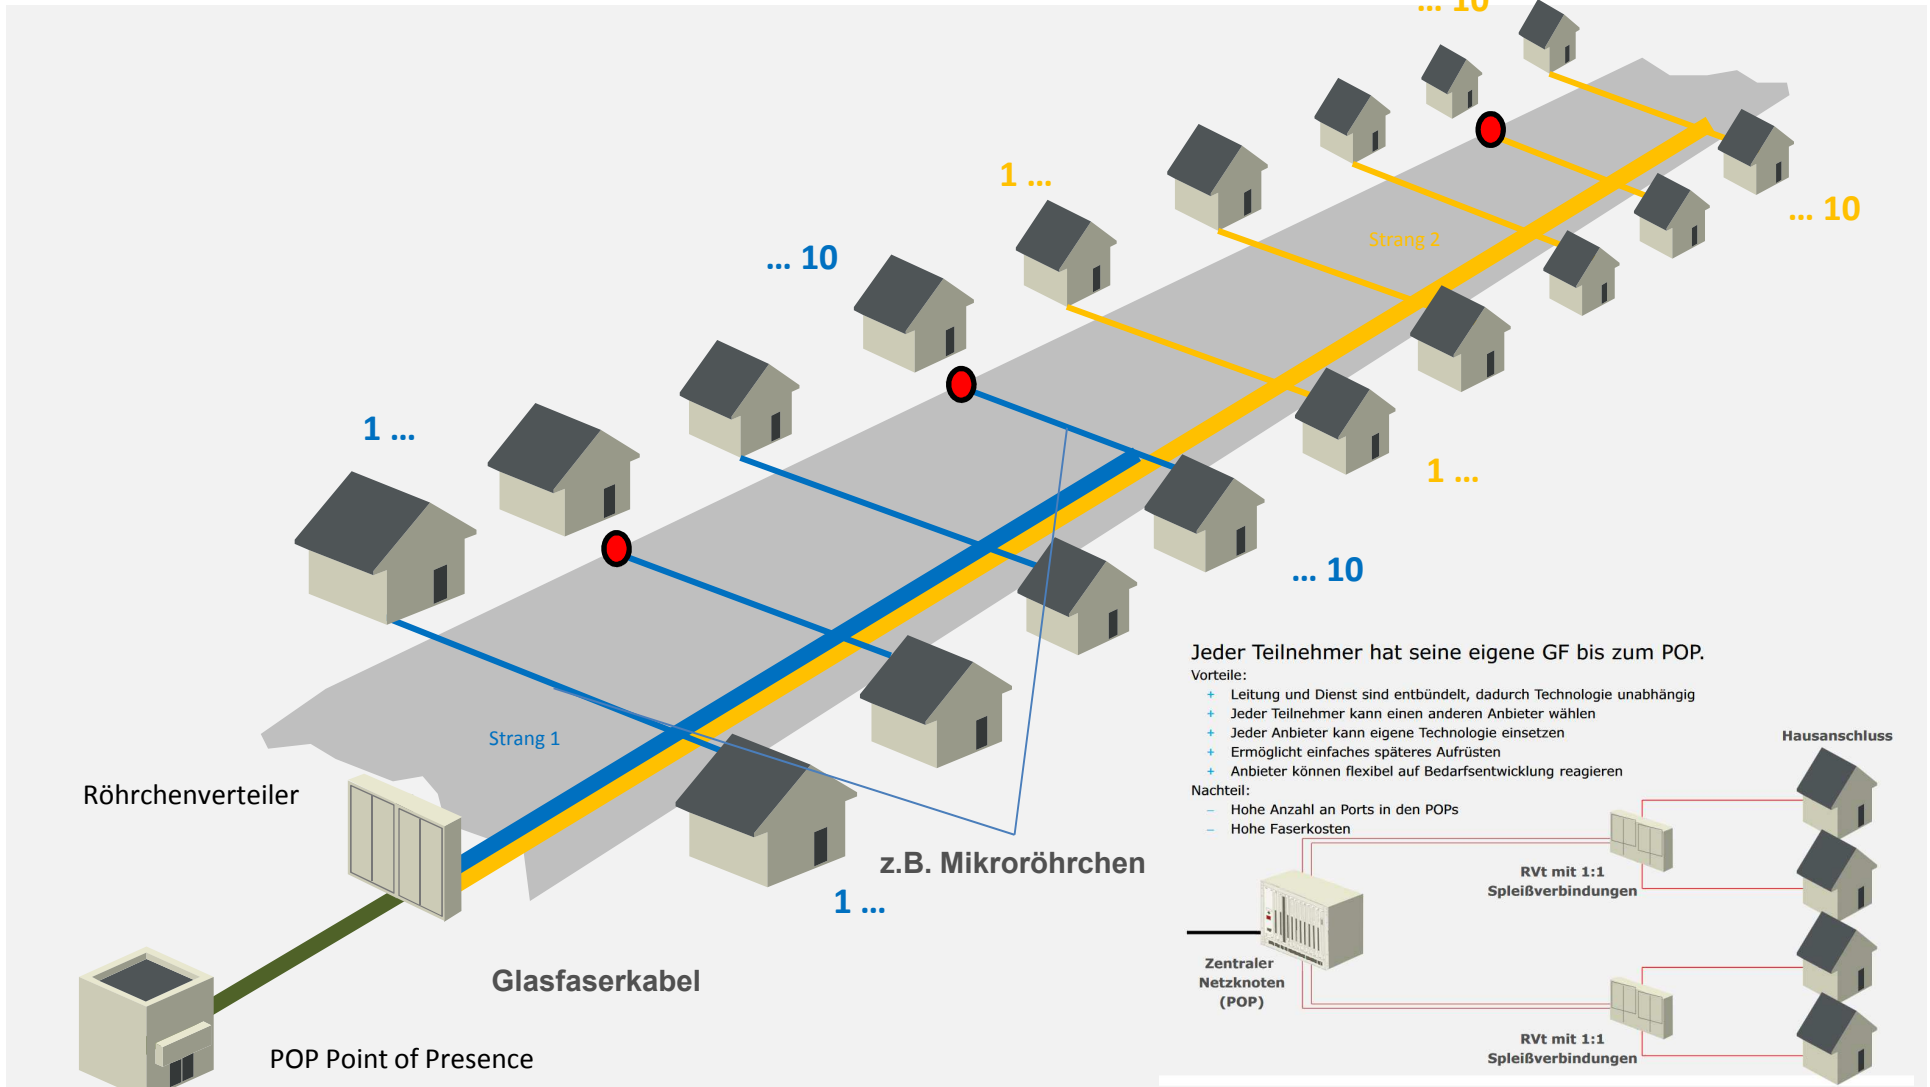 ... 10
1 ...
... 10
Strang 2
... 10
1 ...
1 ...
... 10
Strang 1
Röhrchenverteiler
z.B. Mikroröhrchen
1 ...
Glasfaserkabel
POP Point of Presence
Jeder Teilnehmer hat seine eigene GF bis zum POP.
Vorteile:
+ Leitung und Dienst sind entbündelt, dadurch Technologie unabhängig
+ Jeder Teilnehmer kann einen anderen Anbieter wählen
+ Jeder Anbieter kann eigene Technologie einsetzen
+ Ermöglicht einfaches späteres Aufrüsten
+ Anbieter können flexibel auf Bedarfsentwicklung reagieren
Nachteil:
– Hohe Anzahl an Ports in den POPs
– Hohe Faserkosten
Hausanschluss
RVt mit 1:1
Spleißverbindungen
Zentraler
Netzknoten
(POP)
RVt mit 1:1
Spleißverbindungen